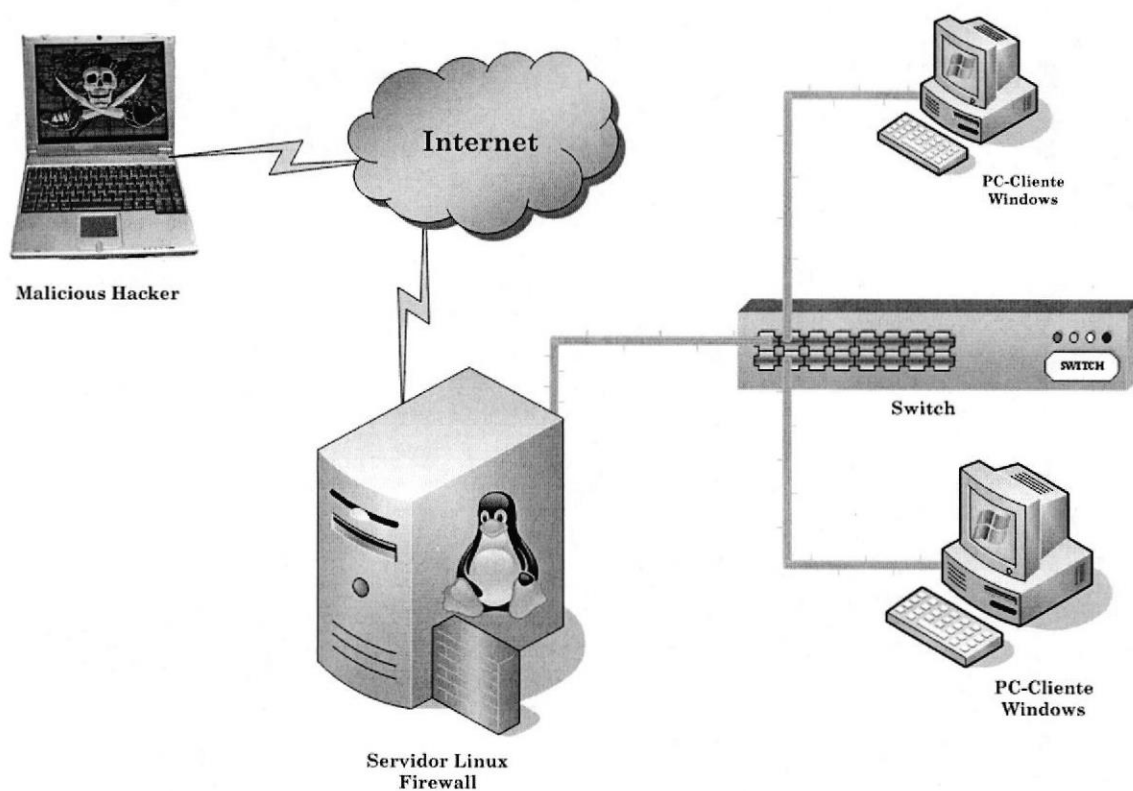 Internet
PC-Cliente
Windows
Malicious Hacker
SWITCH
Switch
PC-Cliente
Windows
Servidor Linux
Firewall